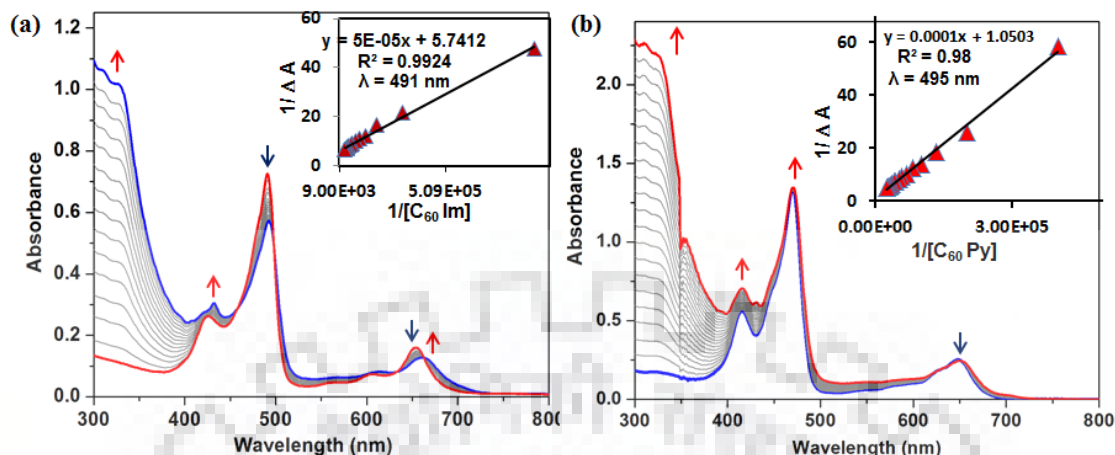 (a)
1.2
1.0
0.8
0.6
0.4
0.2
0.0
Absorbance
300 400 500 600 700 800
Wavelength (nm)
y = 5E-05x + 5.7412
R² = 0.9924
λ = 491 nm
60
40
20
0
1/ Δ A
9.00E+03 5.09E+05
1/[C₆₀ Im]
(b)
2.0
1.5
1.0
0.5
0.0
Absorbance
300 400 500 600 700 800
Wavelength (nm)
y = 0.0001x + 1.0503
R² = 0.98
λ = 495 nm
60
40
20
0
1/ Δ A
0.00E+00 3.00E+05
1/[C₆₀ Py]